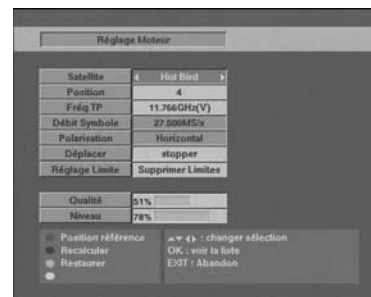 Réglage Moteur
Satellite Hot Bird
Position 4
Fréq TP 11.766GHz(V)
Débit Symbole 27.500MS/s
Polarisation Horizontal
Déplacer stopper
Réglage Limite Supprimer Limites
Qualité 51%
Niveau 78%
Position référence : changer sélection
Recalculer OK : voir la liste
Restaurer EXIT : Abandon